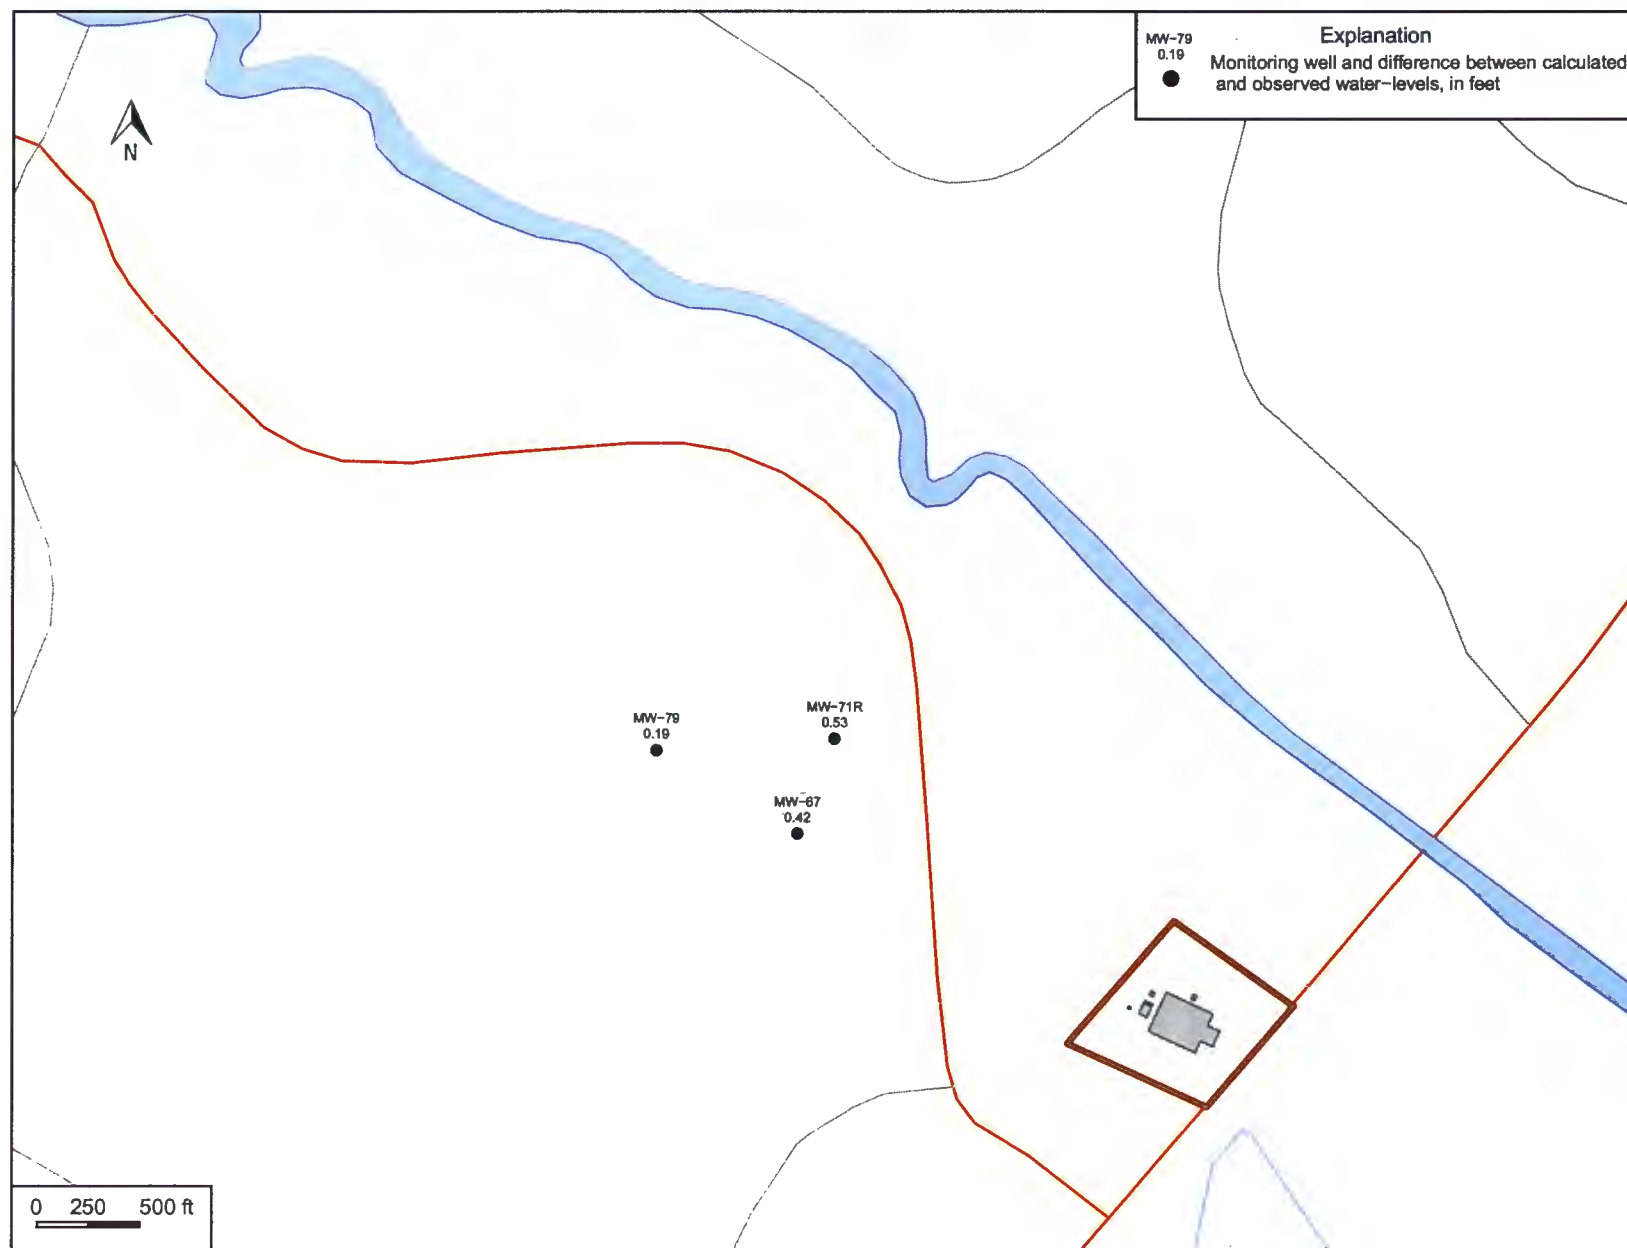 MW-79
0.19
Explanation
Monitoring well and difference between calculated
and observed water-levels, in feet
N
MW-79
0.19
MW-71R
0.53
MW-67
0.42
0 250 500 ft